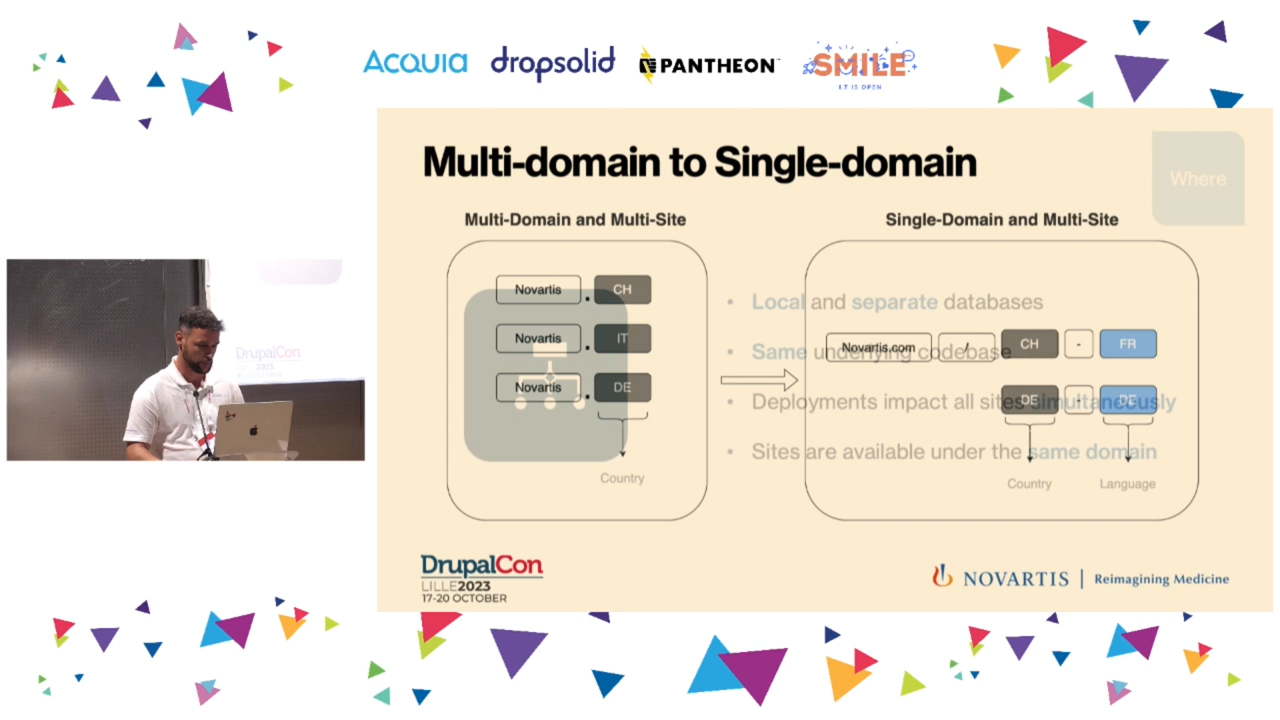 ACQUIA dropsolid PANTHEON SMILE
I.T IS OPEN
Multi-domain to Single-domain
Where
Multi-Domain and Multi-Site
Novartis . CH
Novartis . IT
Novartis . DE
Country
Single-Domain and Multi-Site
Novartis.com / CH - FR
DE - DE
Country Language
• Local and separate databases
• Same underlying codebase
• Deployments impact all sites simultaneously
• Sites are available under the same domain
DrupalCon
LILLE2023
17-20 OCTOBER
NOVARTIS | Reimagining Medicine
DrupalCon